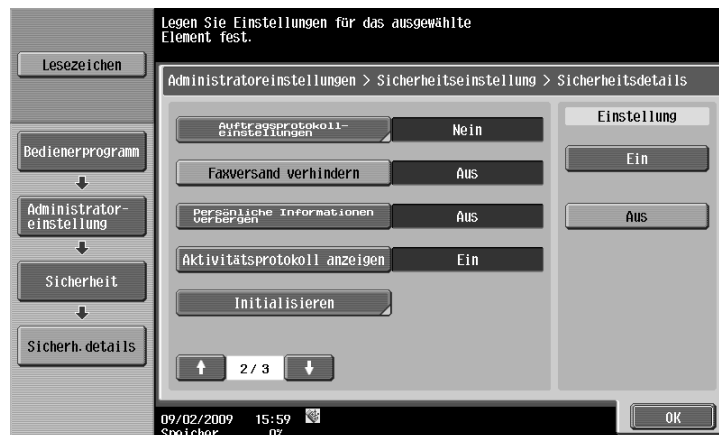 Legen Sie Einstellungen für das ausgewählte
Element fest.
Lesezeichen
Administratoreinstellungen > Sicherheitseinstellung > Sicherheitsdetails
Bedienerprogramm
Administrator-
einstellung
Sicherheit
Sicherh.details
Auftragsprotokoll-
einstellungen
Nein
Faxversand verhindern
Aus
Persönliche Informationen
verbergen
Aus
Aktivitätsprotokoll anzeigen
Ein
Initialisieren
2/ 3
Einstellung
Ein
Aus
09/02/2009 15:59
Speicher 0%
OK